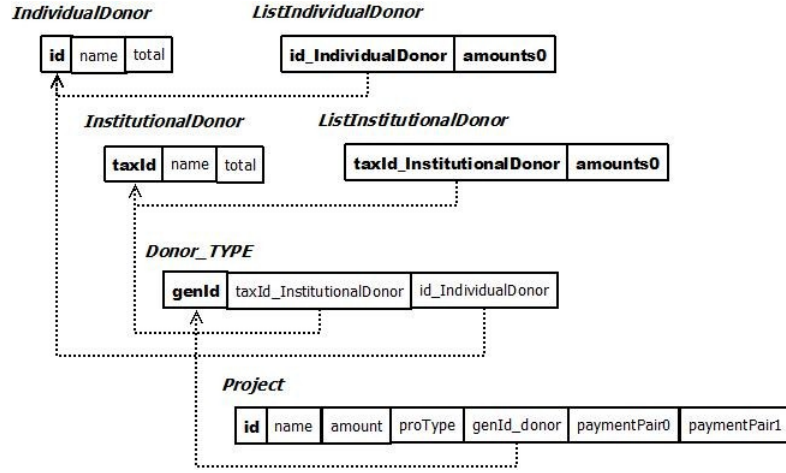 IndividualDonor ListIndividualDonor
id name total id_IndividualDonor amounts0
InstitutionalDonor ListInstitutionalDonor
taxId name total taxId_InstitutionalDonor amounts0
Donor_TYPE
genId taxId_InstitutionalDonor id_IndividualDonor
Project
id name amount proType genId_donor paymentPair0 paymentPair1